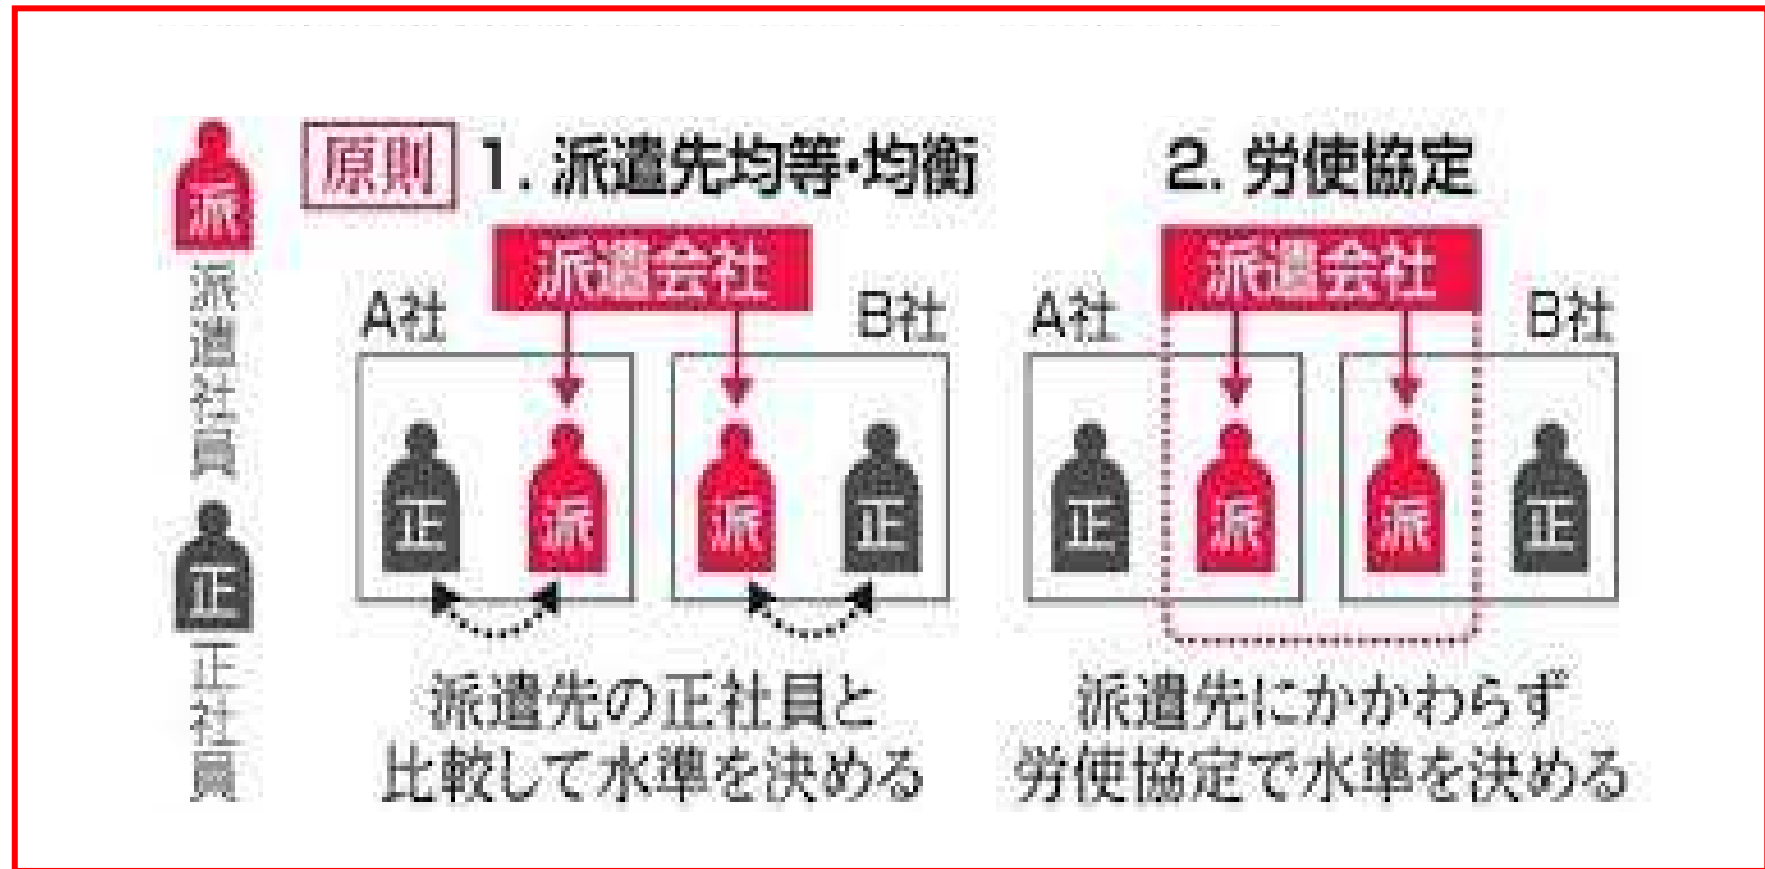 派
派遣社員
正
正社員
原則 1. 派遣先均等・均衡
派遣会社
A社
B社
正
派
派
正
派遣先の正社員と
比較して水準を決める
2. 労使協定
派遣会社
A社
B社
正
派
派
正
派遣先にかかわらず
労使協定で水準を決める